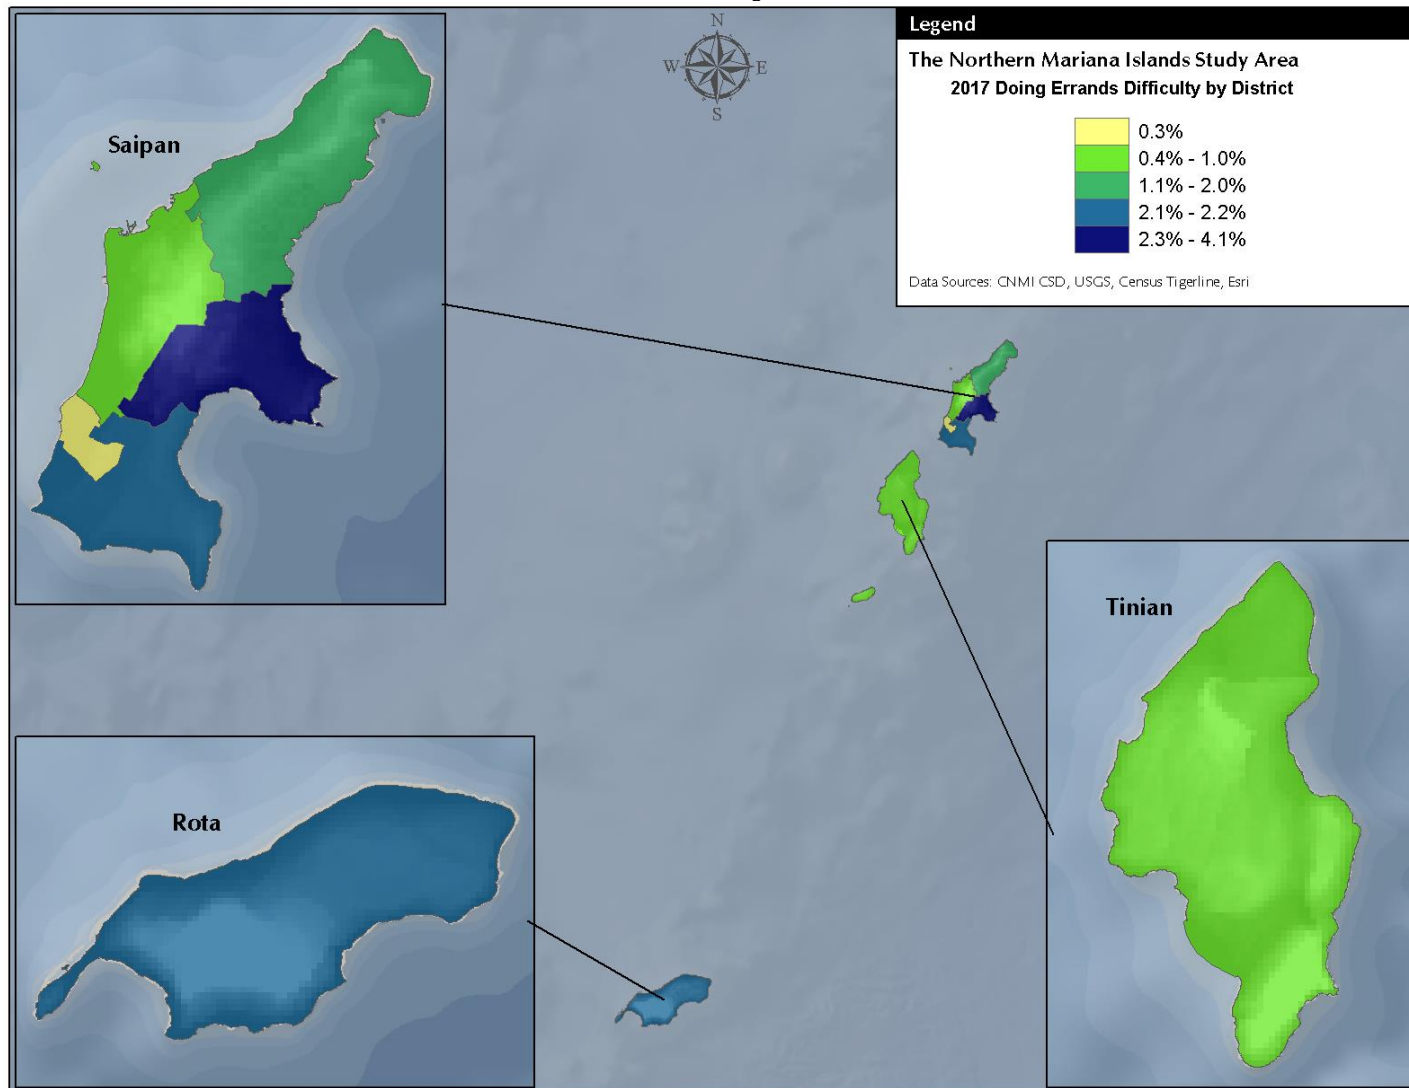 N
W E
S
Legend
The Northern Mariana Islands Study Area
2017 Doing Errands Difficulty by District
0.3%
0.4% - 1.0%
1.1% - 2.0%
2.1% - 2.2%
2.3% - 4.1%
Data Sources: CNMI CSD, USGS, Census Tigerline, Esri
Saipan
Tinian
Rota